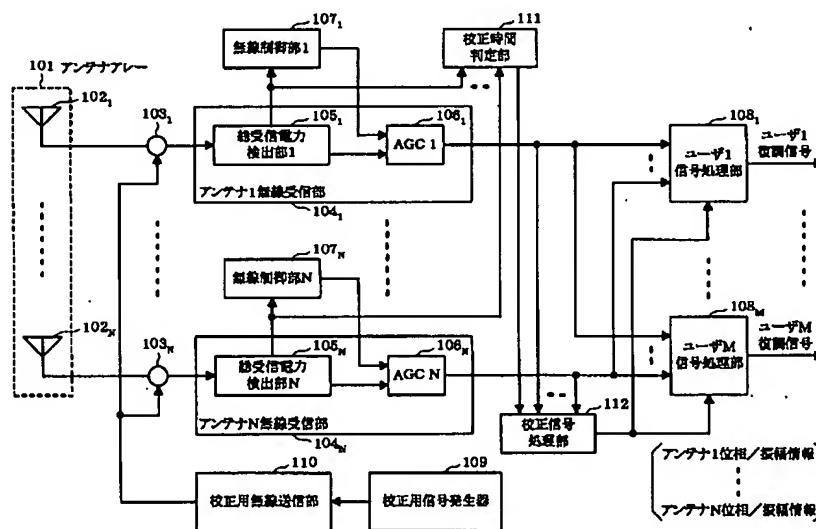 107₁
無線制御部1
111
校正時間
判定部
101 アンテナアレー
102₁
103₁
105₁
総受信電力
検出部1
106₁
AGC 1
アンテナ1無線受信部
104₁
108₁
ユーザ1
信号処理部
ユーザ1
復調信号
107N
無線制御部N
102N
103N
105N
総受信電力
検出部N
106N
AGC N
アンテナN無線受信部
104N
108M
ユーザM
信号処理部
ユーザM
復調信号
112
校正信号
処理部
110
校正用無線送信部
109
校正用信号発生器
アンテナ1位相/振幅情報
アンテナN位相/振幅情報